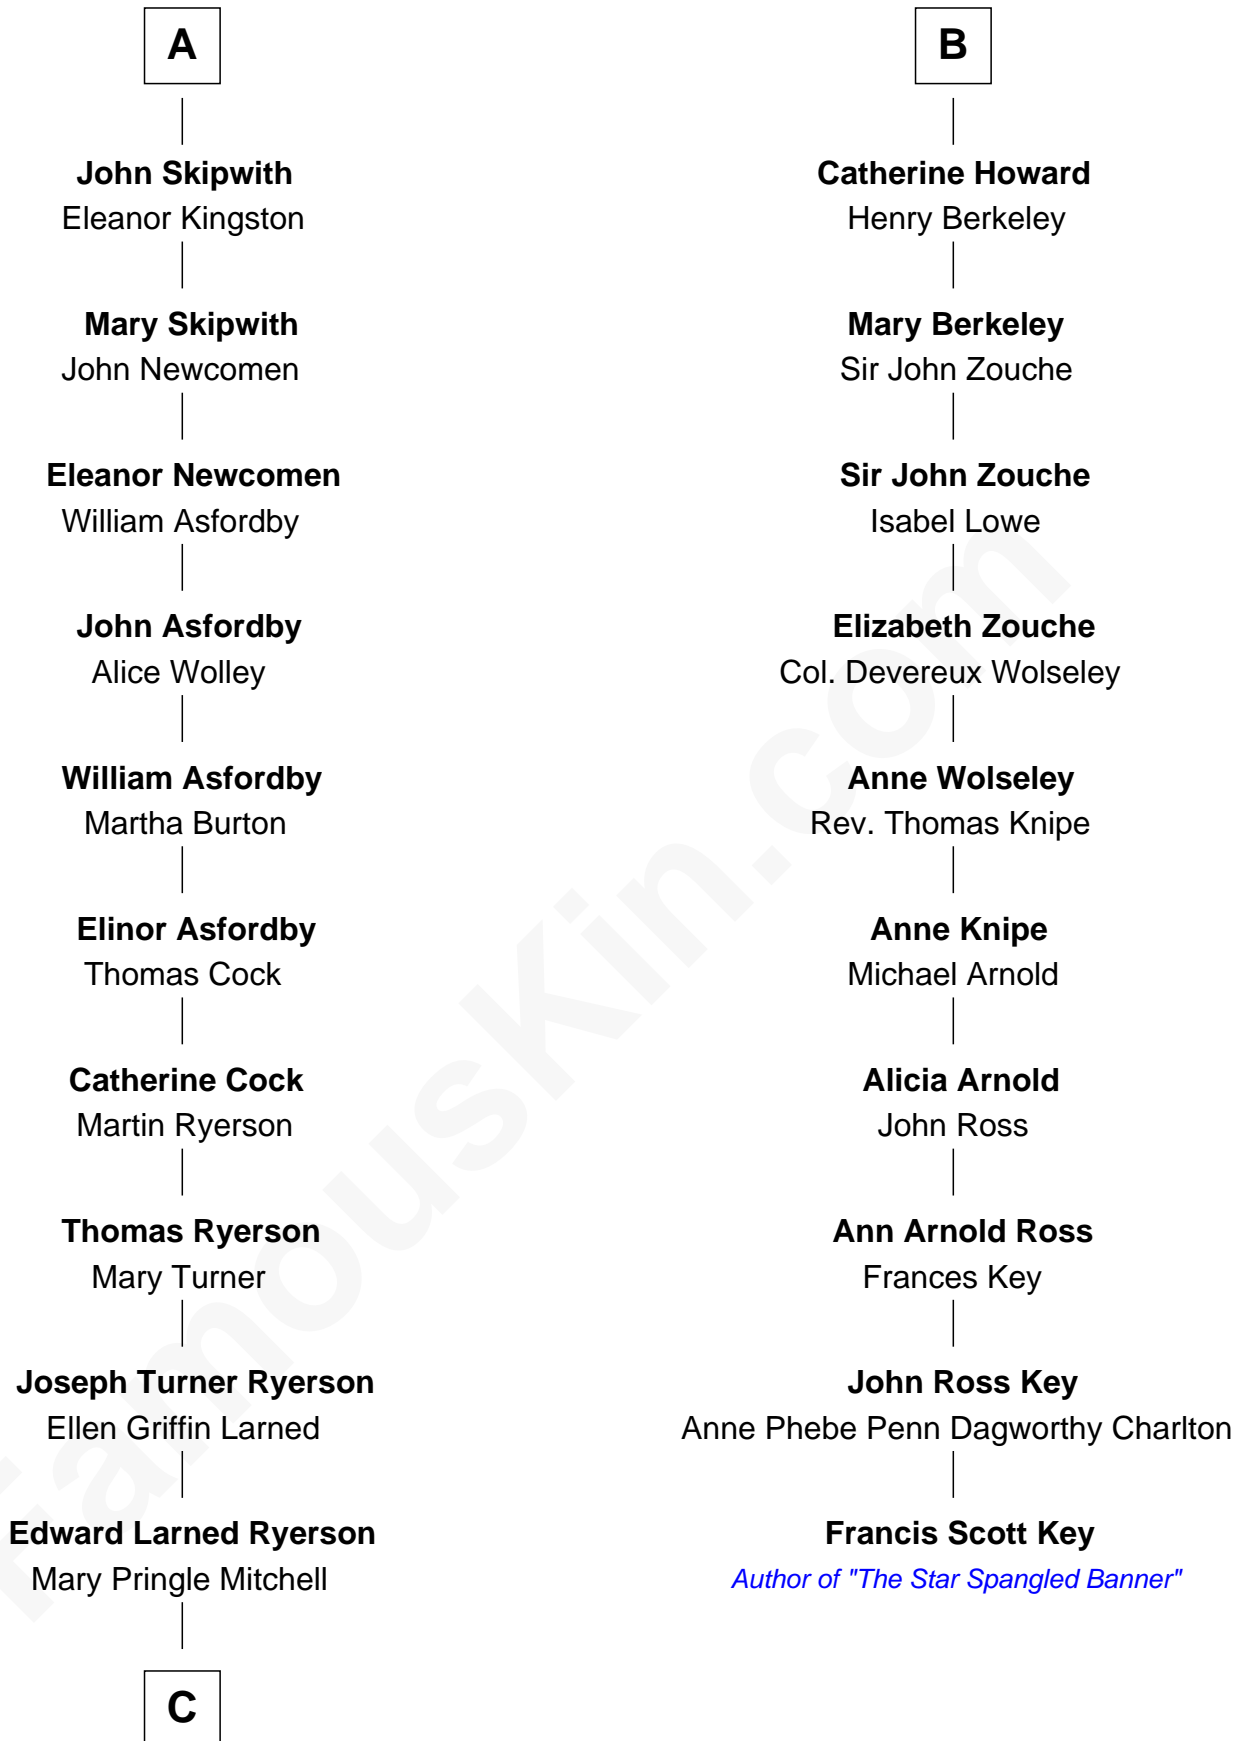 A
John Skipwith
Eleanor Kingston
Mary Skipwith
John Newcomen
Eleanor Newcomen
William Asfordby
John Asfordby
Alice Wolley
William Asfordby
Martha Burton
Elinor Asfordby
Thomas Cock
Catherine Cock
Martin Ryerson
Thomas Ryerson
Mary Turner
Joseph Turner Ryerson
Ellen Griffin Larned
Edward Larned Ryerson
Mary Pringle Mitchell
C
B
Catherine Howard
Henry Berkeley
Mary Berkeley
Sir John Zouche
Sir John Zouche
Isabel Lowe
Elizabeth Zouche
Col. Devereux Wolseley
Anne Wolseley
Rev. Thomas Knipe
Anne Knipe
Michael Arnold
Alicia Arnold
John Ross
Ann Arnold Ross
Frances Key
John Ross Key
Anne Phebe Penn Dagworthy Charlton
Francis Scott Key
Author of "The Star Spangled Banner"
FamousKin.com